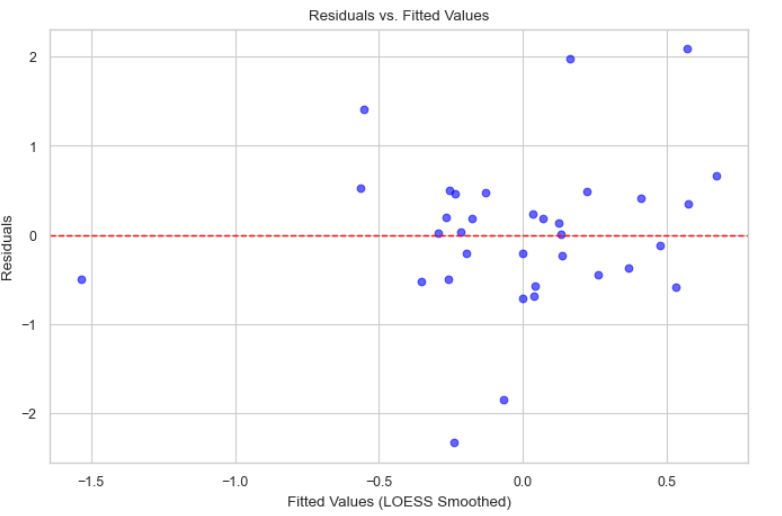 Residuals vs. Fitted Values
2
1
0
−1
−2
Residuals
−1.5 −1.0 −0.5 0.0 0.5
Fitted Values (LOESS Smoothed)